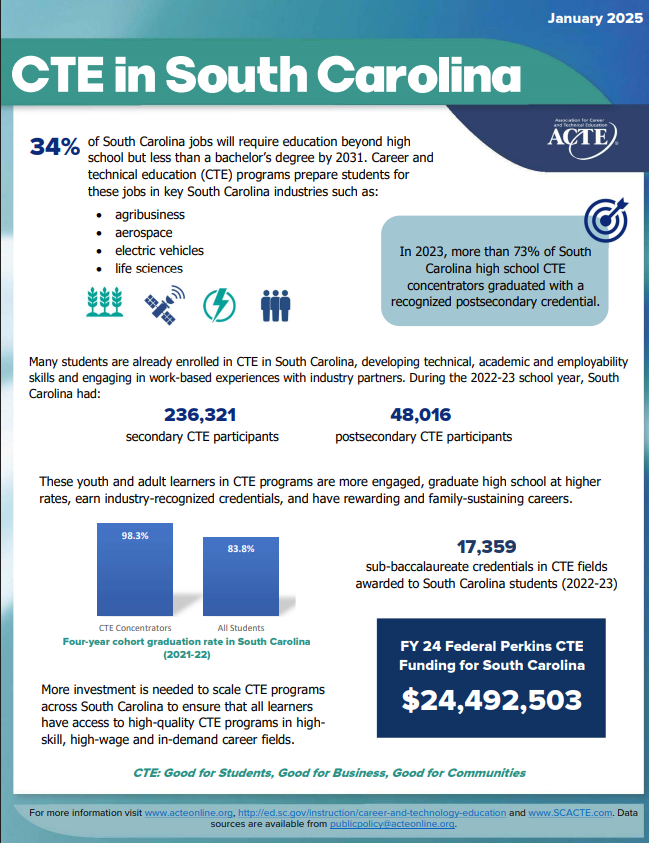 January 2025
CTE in South Carolina
Association for Career
and Technical Education
ACTE®
34% of South Carolina jobs will require education beyond high
school but less than a bachelor's degree by 2031. Career and
technical education (CTE) programs prepare students for
these jobs in key South Carolina industries such as:
• agribusiness
• aerospace
• electric vehicles
• life sciences
In 2023, more than 73% of South
Carolina high school CTE
concentrators graduated with a
recognized postsecondary credential.
Many students are already enrolled in CTE in South Carolina, developing technical, academic and employability
skills and engaging in work-based experiences with industry partners. During the 2022-23 school year, South
Carolina had:
236,321
secondary CTE participants
48,016
postsecondary CTE participants
These youth and adult learners in CTE programs are more engaged, graduate high school at higher
rates, earn industry-recognized credentials, and have rewarding and family-sustaining careers.
98.3%
83.8%
CTE Concentrators
All Students
Four-year cohort graduation rate in South Carolina
(2021-22)
17,359
sub-baccalaureate credentials in CTE fields
awarded to South Carolina students (2022-23)
FY 24 Federal Perkins CTE
Funding for South Carolina
$24,492,503
More investment is needed to scale CTE programs
across South Carolina to ensure that all learners
have access to high-quality CTE programs in high-
skill, high-wage and in-demand career fields.
CTE: Good for Students, Good for Business, Good for Communities
For more information visit www.acteonline.org, http://ed.sc.gov/instruction/career-and-technology-education and www.SCACTE.com. Data
sources are available from publicpolicy@acteonline.org.